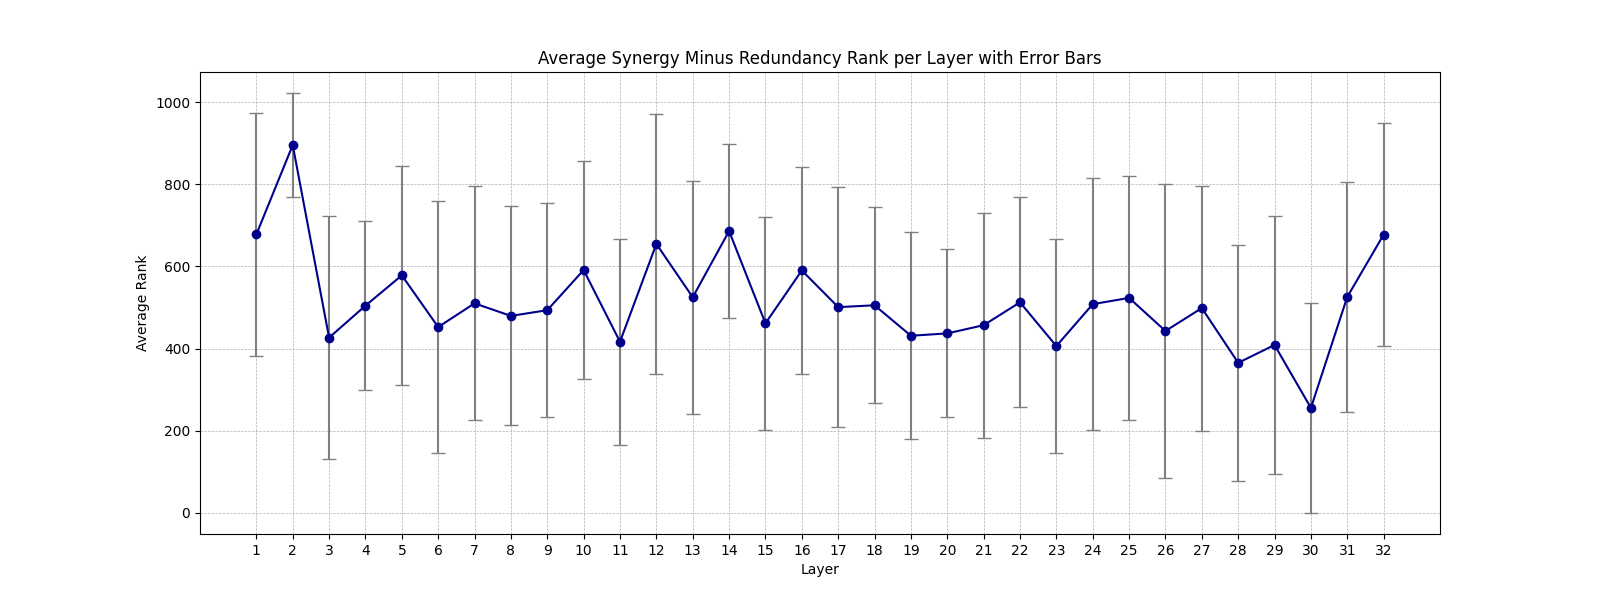 Average Synergy Minus Redundancy Rank per Layer with Error Bars
1000
800
600
400
200
0
Average Rank
1 2 3 4 5 6 7 8 9 10 11 12 13 14 15 16 17 18 19 20 21 22 23 24 25 26 27 28 29 30 31 32
Layer